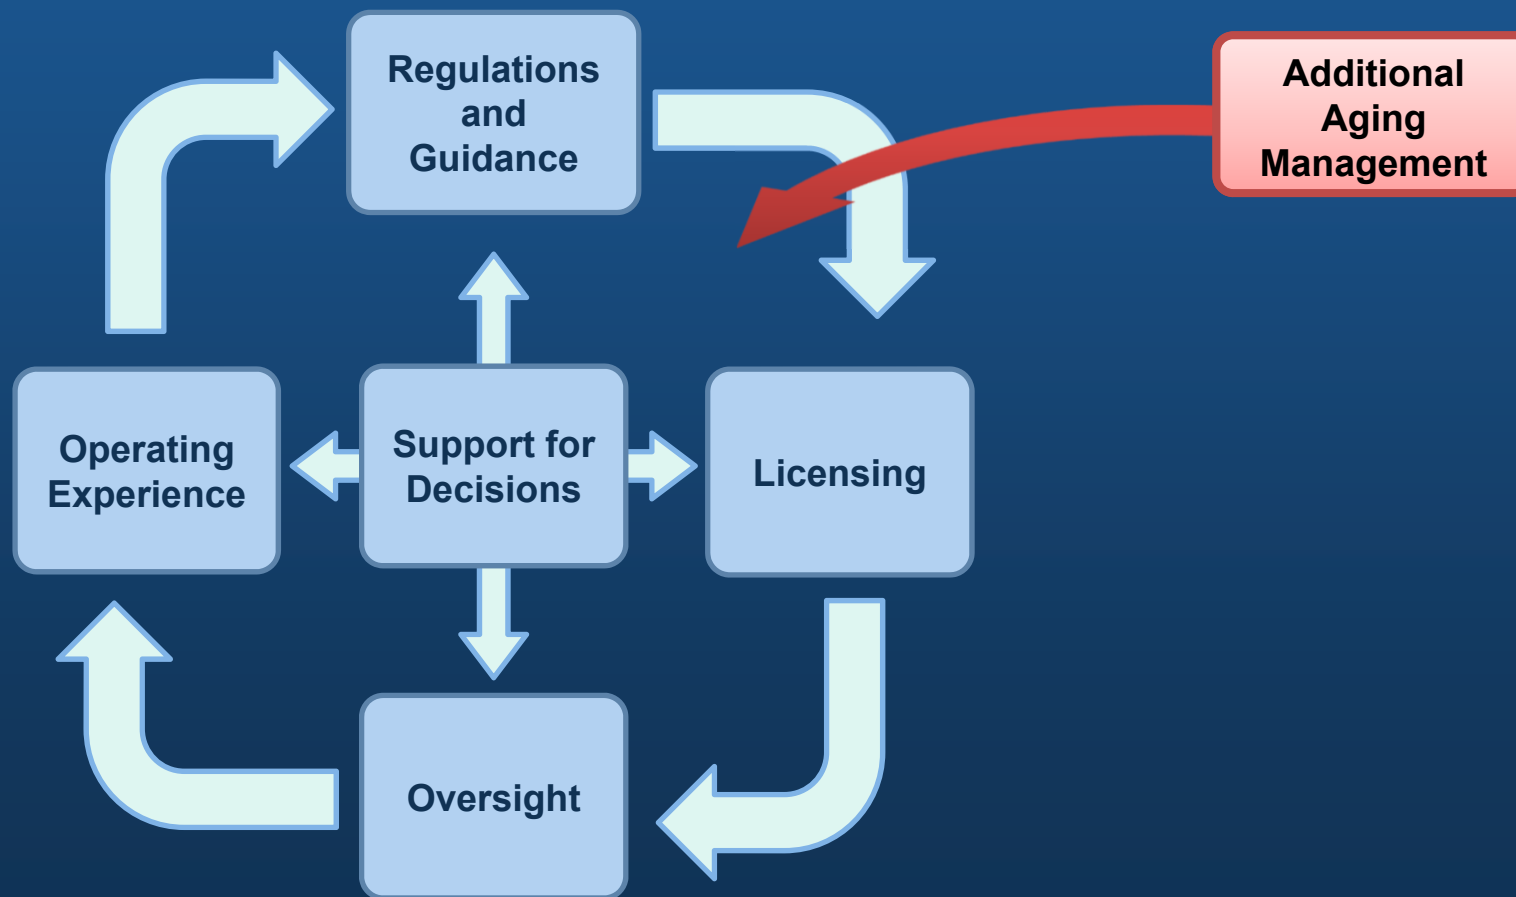 Regulations
and
Guidance
Additional
Aging
Management
Operating
Experience
Support for
Decisions
Licensing
Oversight